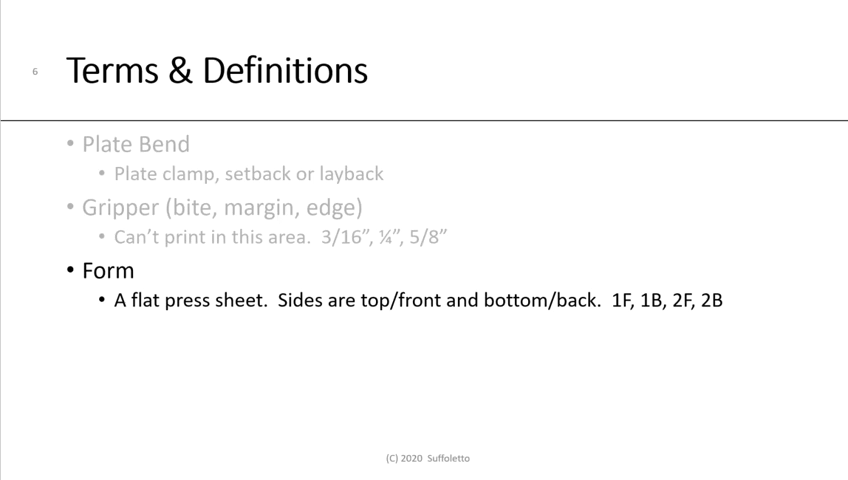 6
Terms & Definitions
• Plate Bend
• Plate clamp, setback or layback
• Gripper (bite, margin, edge)
• Can’t print in this area.  3/16”, ¼”, 5/8”
• Form
• A flat press sheet.  Sides are top/front and bottom/back.  1F, 1B, 2F, 2B
(C) 2020  Suffoletto